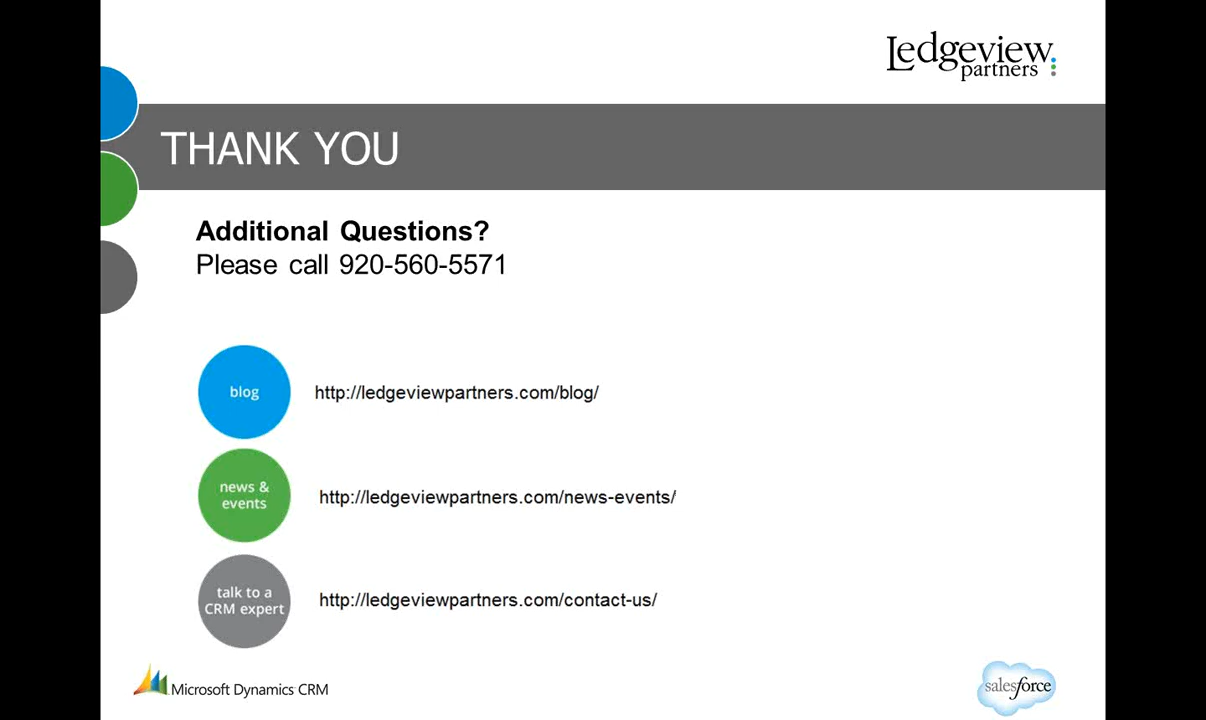 Ledgeview
partners
THANK YOU
Additional Questions?
Please call 920-560-5571
blog
http://ledgeviewpartners.com/blog/
news &
events
http://ledgeviewpartners.com/news-events/
talk to a
CRM expert
http://ledgeviewpartners.com/contact-us/
Microsoft Dynamics CRM
salesforce